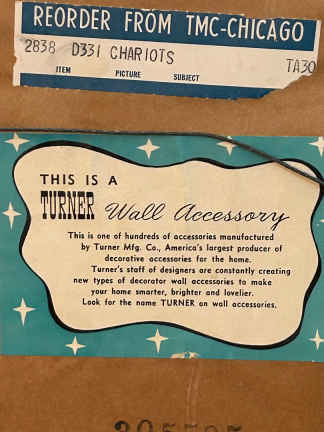 REORDER FROM TMC-CHICAGO
2838 D331 CHARIOTS TA30
ITEM PICTURE SUBJECT
THIS IS A
TURNER Wall Accessory
This is one of hundreds of accessories manufactured
by Turner Mfg. Co., America's largest producer of
decorative accessories for the home.
Turner's staff of designers are constantly creating
new types of decorator wall accessories to make
your home smarter, brighter and lovelier.
Look for the name TURNER on wall accessories.